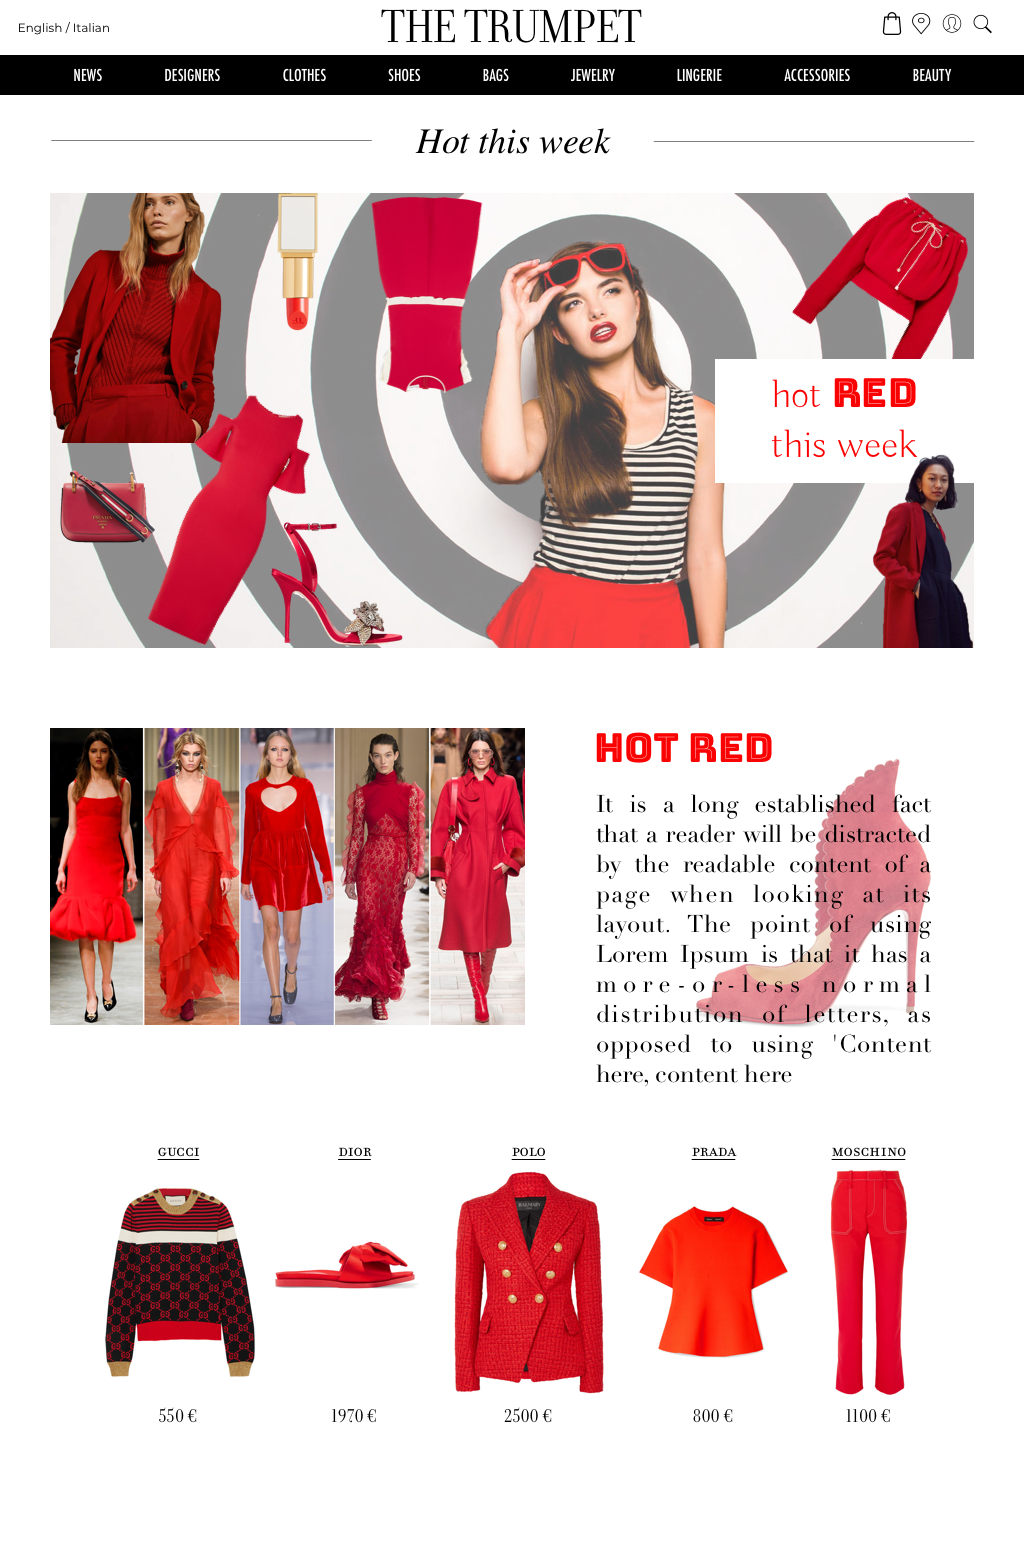 English / Italian
THE TRUMPET
NEWS DESIGNERS CLOTHES SHOES BAGS JEWELRY LINGERIE ACCESSORIES BEAUTY
Hot this week
hot RED
this week
PRADA
HOT RED
It is a long established fact
that a reader will be distracted
by the readable content of a
page when looking at its
layout. The point of using
Lorem Ipsum is that it has a
more-or-less normal
distribution of letters, as
opposed to using 'Content
here, content here
GUCCI DIOR POLO PRADA MOSCHINO
BALMAIN
550 € 1970 € 2500 € 800 € 1100 €